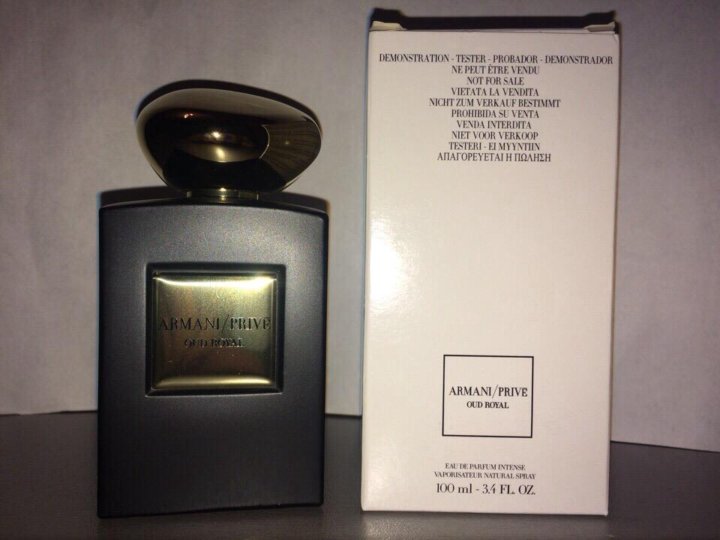 ARMANI/PRIVÉ
OUD ROYAL
DEMONSTRATION - TESTER - PROBADOR - DEMONSTRADOR
NE PEUT ÊTRE VENDU
NOT FOR SALE
VIETATA LA VENDITA
NICHT ZUM VERKAUF BESTIMMT
PROHIBIDA SU VENTA
VENDA INTERDITA
NIET VOOR VERKOOP
TESTERI - EI MYYNTIIN
ΑΠΑΓΟΡΕΥΕΤΑΙ Η ΠΩΛΗΣΗ
ARMANI/PRIVÉ
OUD ROYAL
EAU DE PARFUM INTENSE
VAPORISATEUR NATURAL SPRAY
100 ml - 3.4 FL. OZ.